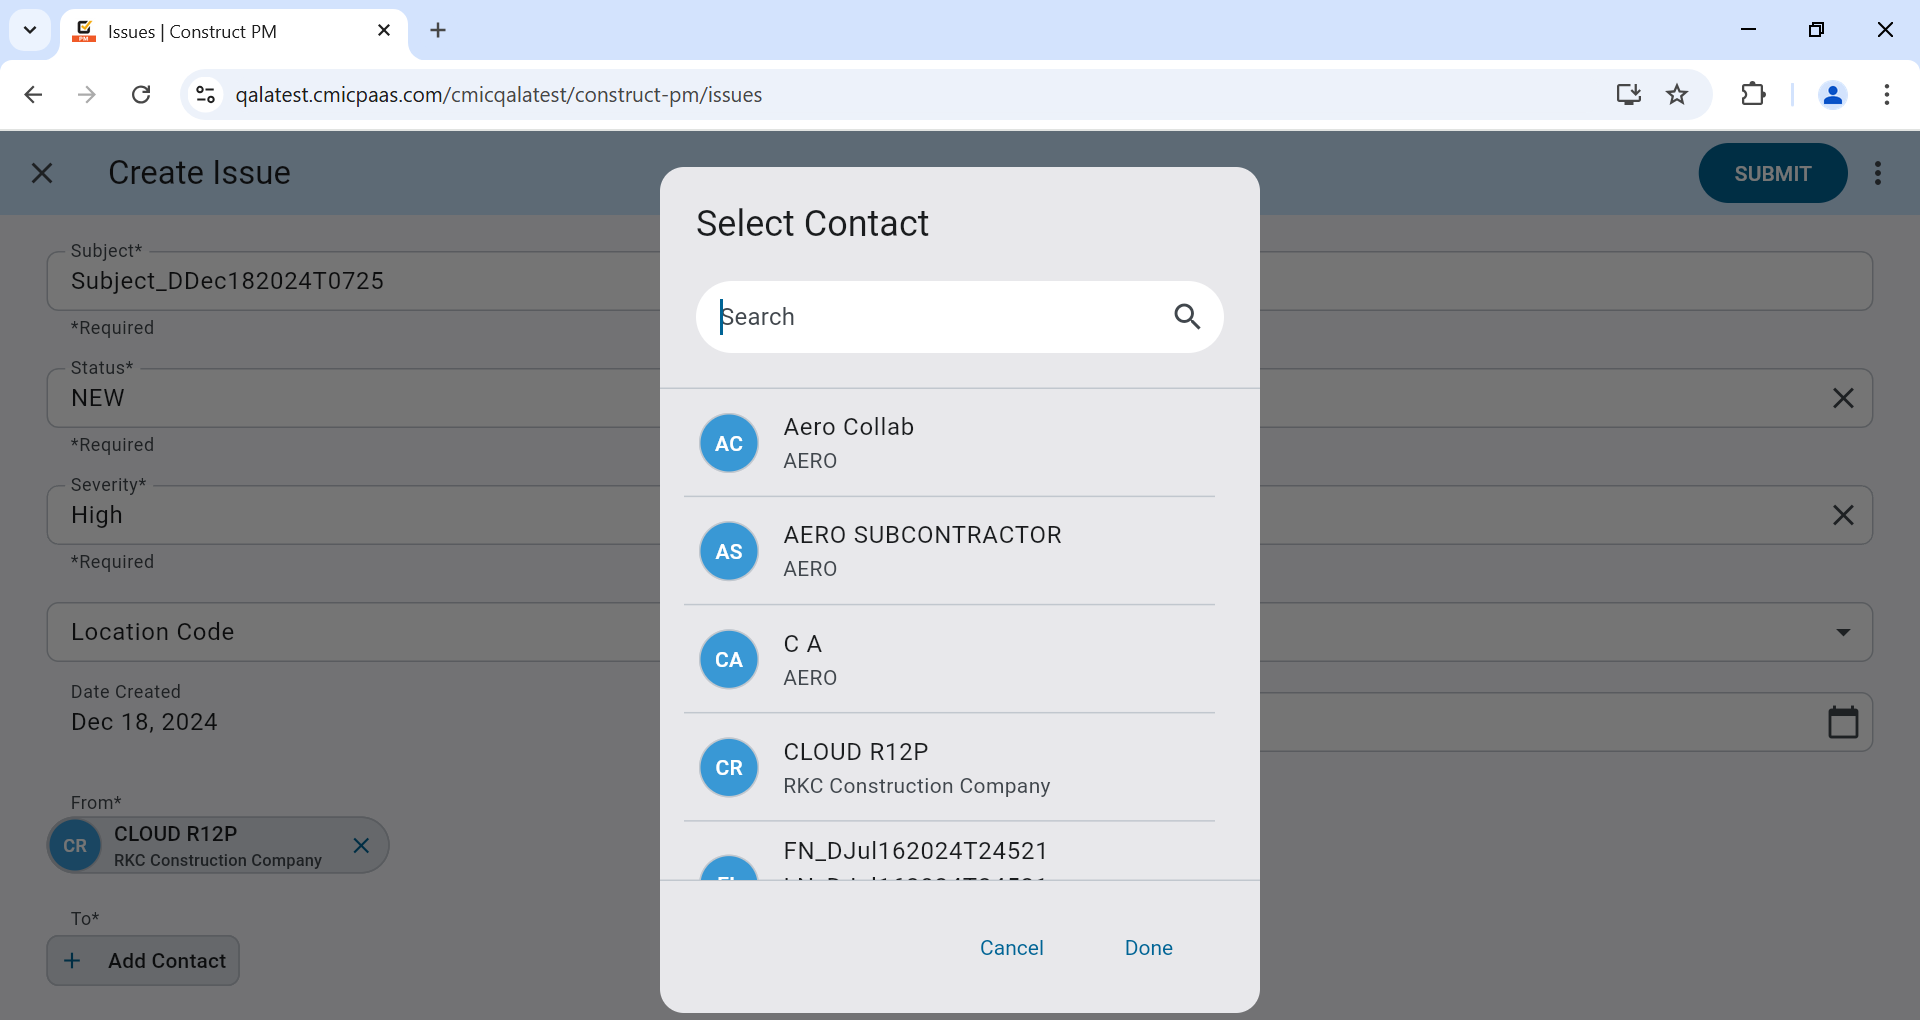 Issues | Construct PM
qalatest.cmicpaas.com/cmicqalatest/construct-pm/issues
Create Issue
SUBMIT
Subject*
Subject_DDec182024T0725
*Required
Status*
NEW
*Required
Severity*
High
*Required
Location Code
Date Created
Dec 18, 2024
From*
CR
CLOUD R12P
RKC Construction Company
To*
Add Contact
Select Contact
Search
AC
Aero Collab
AERO
AS
AERO SUBCONTRACTOR
AERO
CA
C A
AERO
CR
CLOUD R12P
RKC Construction Company
FN_DJul162024T24521
Cancel
Done